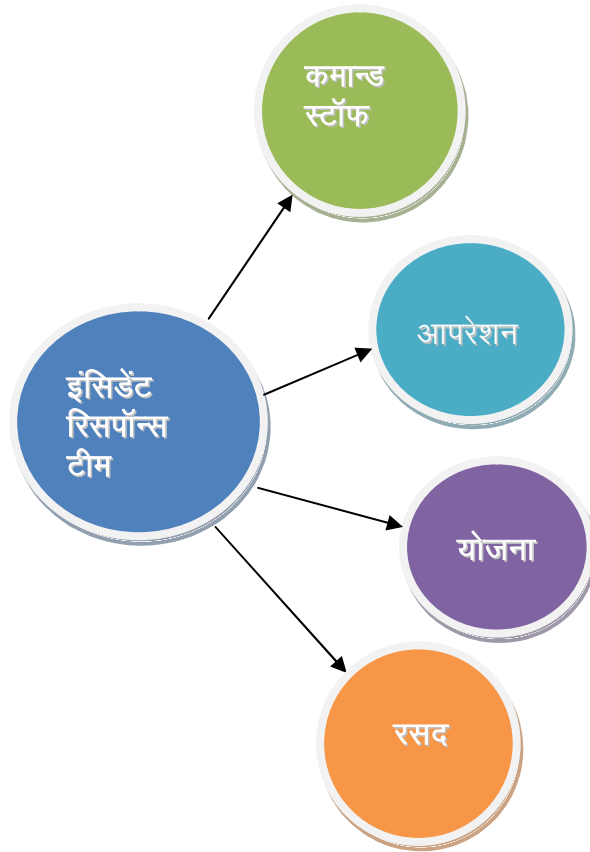 कमान्ड
स्टॉफ
आपरेशन
इंसिडेंट
रिसपॉन्स
टीम
योजना
रसद